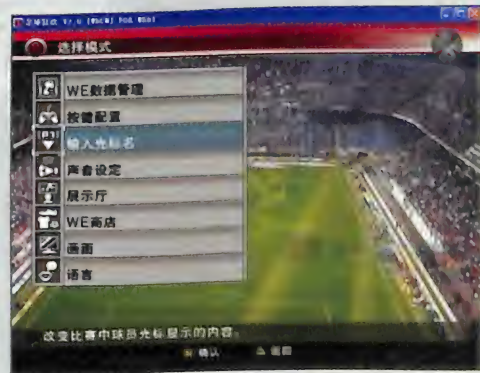 选择模式
WE数据管理
按键配置
输入光标名
声音设定
展示厅
WE商店
画面
语言
改变比赛中球员光标显示的内容。
确认 返回